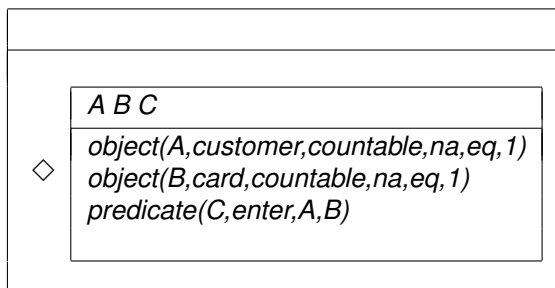 A B C
object(A,customer,countable,na,eq,1)
◇ object(B,card,countable,na,eq,1)
predicate(C,enter,A,B)